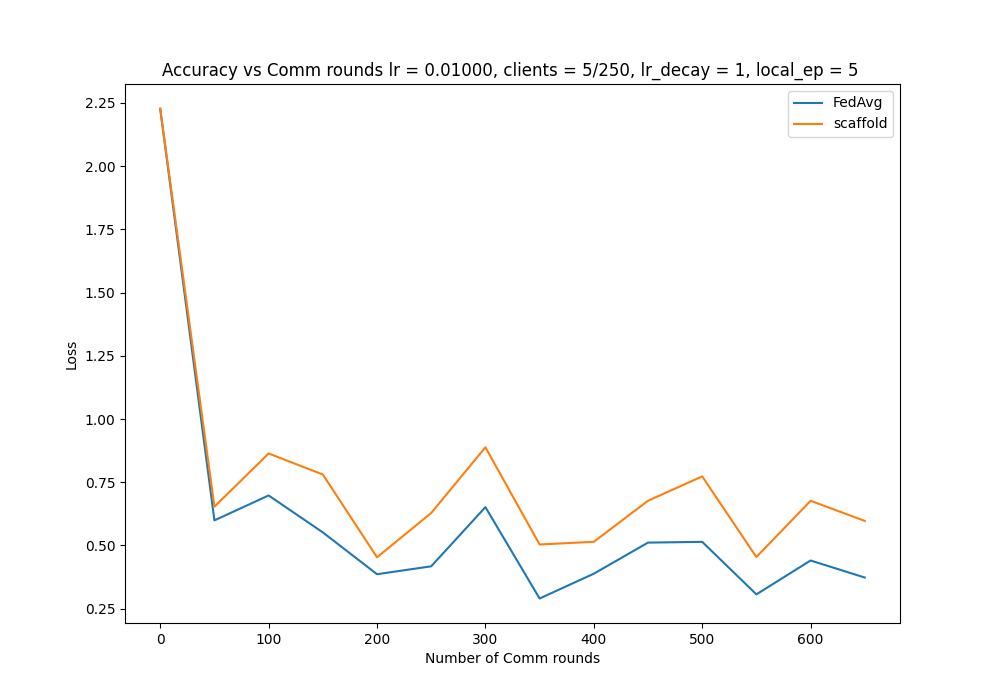 Accuracy vs Comm rounds lr = 0.01000, clients = 5/250, lr_decay = 1, local_ep = 5
FedAvg
scaffold
2.25
2.00
1.75
1.50
1.25
1.00
0.75
0.50
0.25
Loss
0 100 200 300 400 500 600
Number of Comm rounds